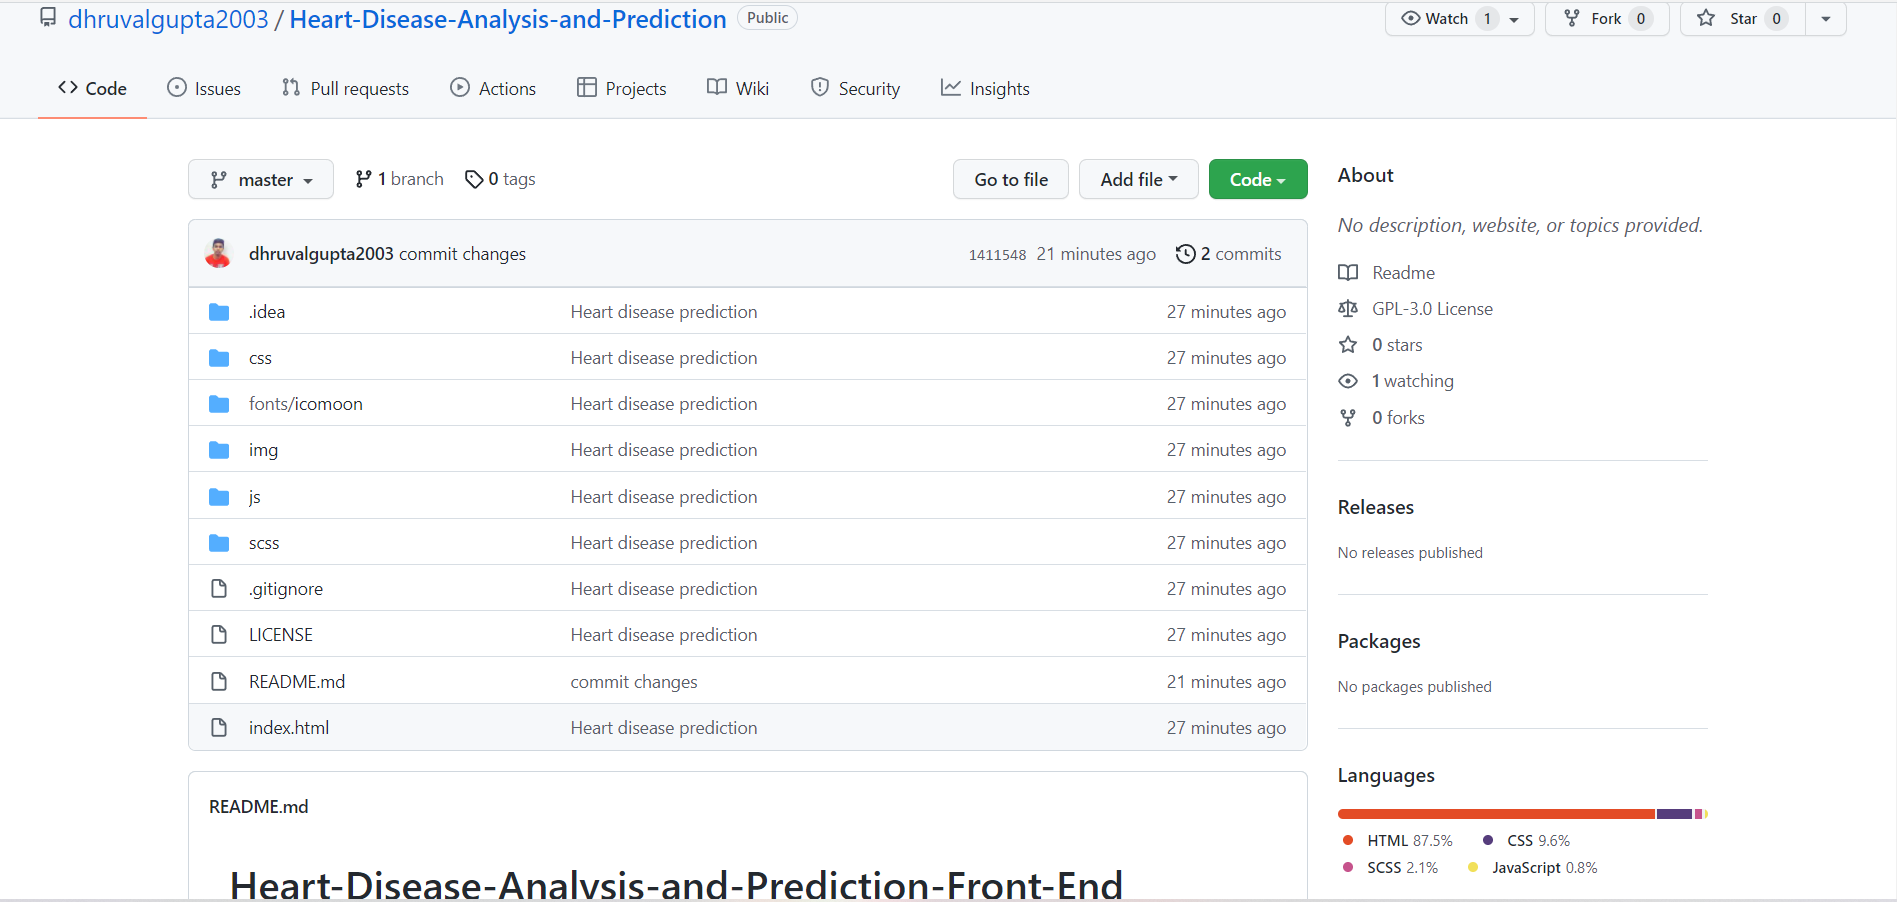 dhruvalgupta2003 / Heart-Disease-Analysis-and-Prediction Public Watch 1 Fork 0 Star 0
Code Issues Pull requests Actions Projects Wiki Security Insights
master 1 branch 0 tags Go to file Add file Code
dhruvalgupta2003 commit changes 1411548 21 minutes ago 2 commits
.idea Heart disease prediction 27 minutes ago
css Heart disease prediction 27 minutes ago
fonts/icomoon Heart disease prediction 27 minutes ago
img Heart disease prediction 27 minutes ago
js Heart disease prediction 27 minutes ago
scss Heart disease prediction 27 minutes ago
.gitignore Heart disease prediction 27 minutes ago
LICENSE Heart disease prediction 27 minutes ago
README.md commit changes 21 minutes ago
index.html Heart disease prediction 27 minutes ago
README.md
Heart-Disease-Analysis-and-Prediction-Front-End
About
No description, website, or topics provided.
Readme
GPL-3.0 License
0 stars
1 watching
0 forks
Releases
No releases published
Packages
No packages published
Languages
HTML 87.5% CSS 9.6%
SCSS 2.1% JavaScript 0.8%